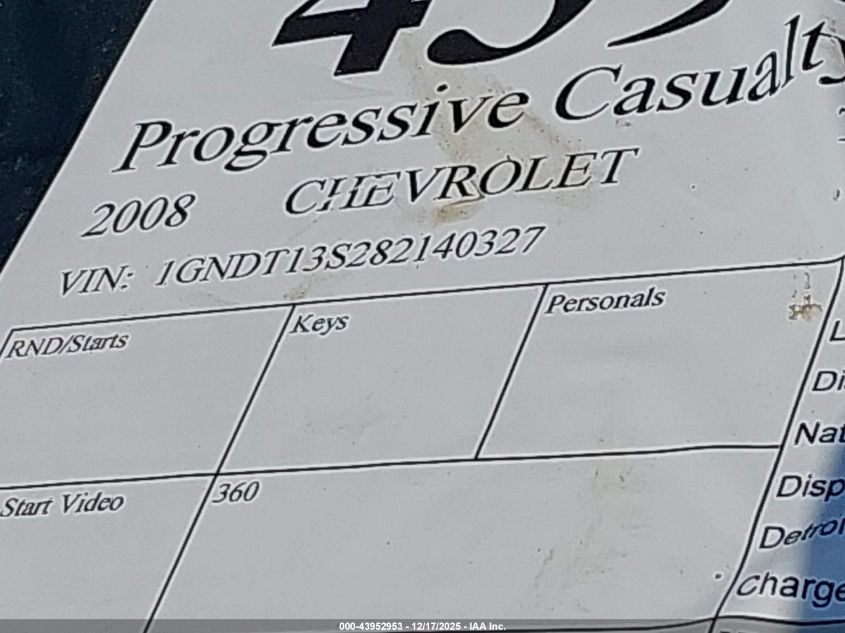 Progressive Casualty
2008 CHEVROLET
VIN: 1GNDT13S282140327
RND/Starts Keys Personals
Start Video 360
Di
Nat
Disp
Detroi
charge
000-43952953 - 12/17/2025 - IAA Inc.